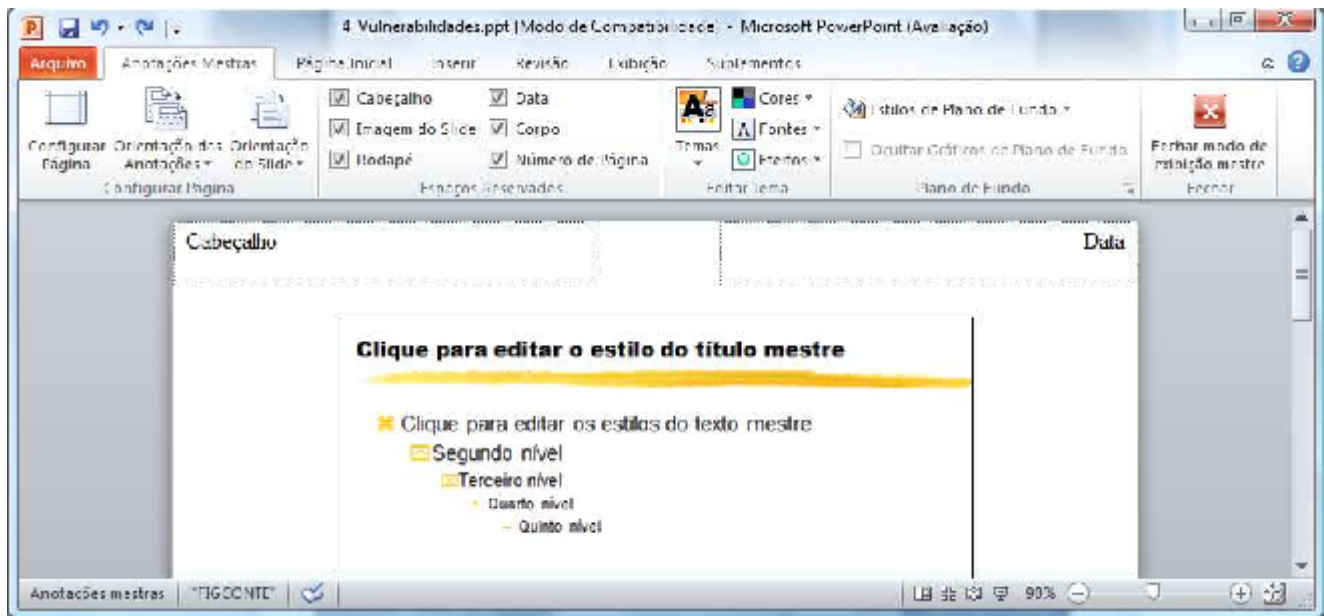 4 Vulnerabilidades.ppt [Modo de Compatibilidade] - Microsoft PowerPoint (Avaliação)
Arquivo Anotações Mestras Página Inicial Inserir Revisão Exibição Suplementos
Cabeçalho Data Cores
Imagem do Slide Corpo Fontes Estilos de Plano de Fundo
Configurar Página Orientação das Anotações Orientação do Slide Rodapé Número de Página Temas Efeitos Ocultar Gráficos de Plano de Fundo Fechar modo de exibição mestre
Configurar Página Espaços Reservados Editar Tema Plano de Fundo Fechar
Cabeçalho Data
Clique para editar o estilo do título mestre
Clique para editar os estilos do texto mestre
Segundo nível
Terceiro nível
Quarto nível
Quinto nível
Anotações mestras "FIGCONTE" 90%